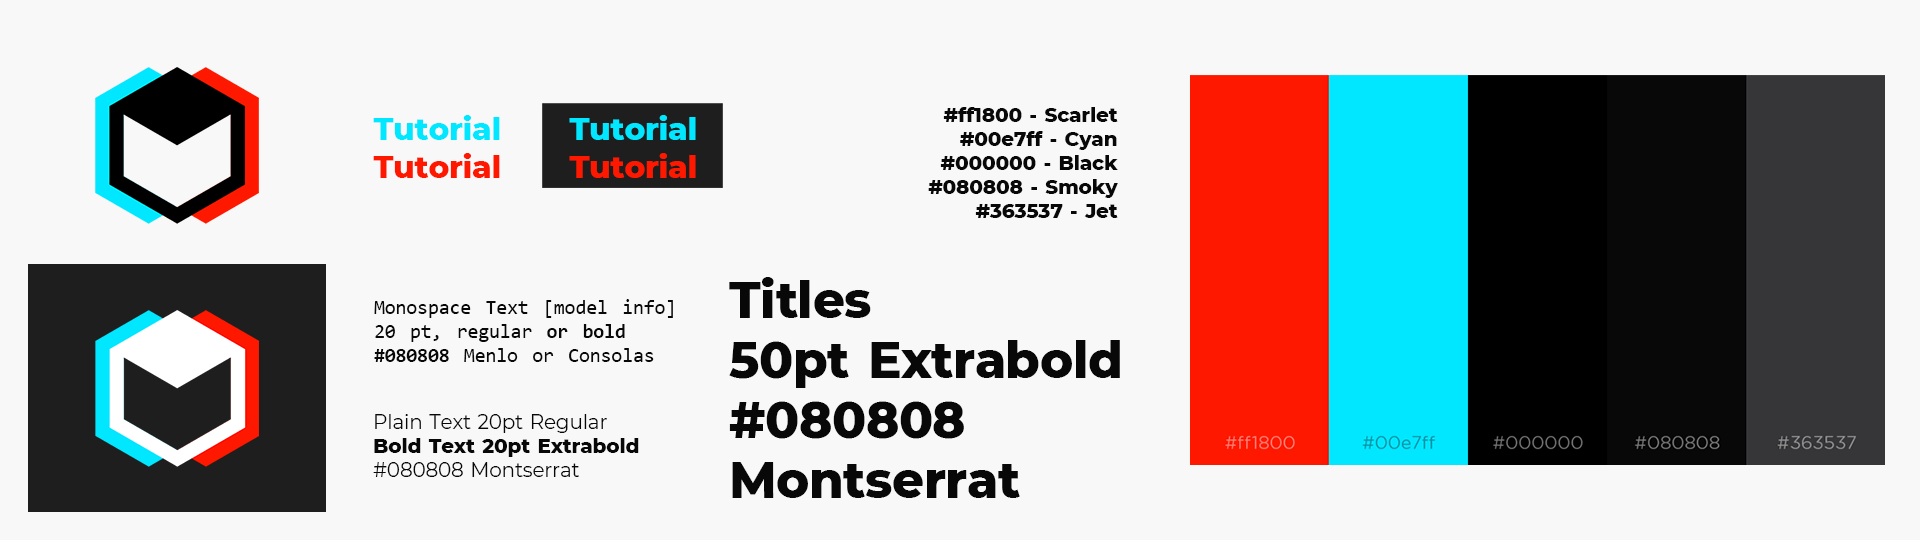 Tutorial
Tutorial
Tutorial
Tutorial
#ff1800 - Scarlet
#00e7ff - Cyan
#000000 - Black
#080808 - Smoky
#363537 - Jet
Monospace Text [model info]
20 pt, regular or bold
#080808 Menlo or Consolas
Plain Text 20pt Regular
Bold Text 20pt Extrabold
#080808 Montserrat
Titles
50pt Extrabold
#080808
Montserrat
#ff1800
#00e7ff
#000000
#080808
#363537